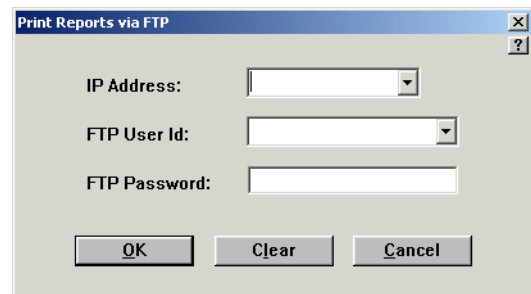 Print Reports via FTP
?
IP Address:
FTP User Id:
FTP Password:
OK Clear Cancel